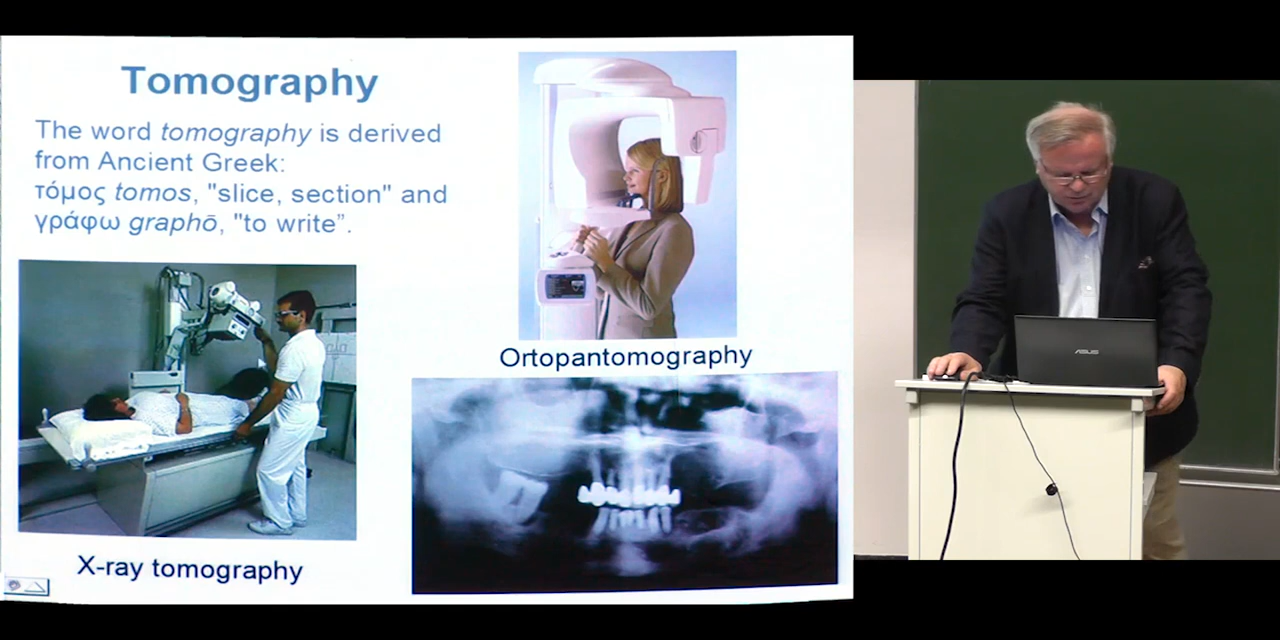 Tomography
The word tomography is derived
from Ancient Greek:
τόμος tomos, "slice, section" and
γράφω graphō, "to write”.
Ortopantomography
X-ray tomography
ASUS